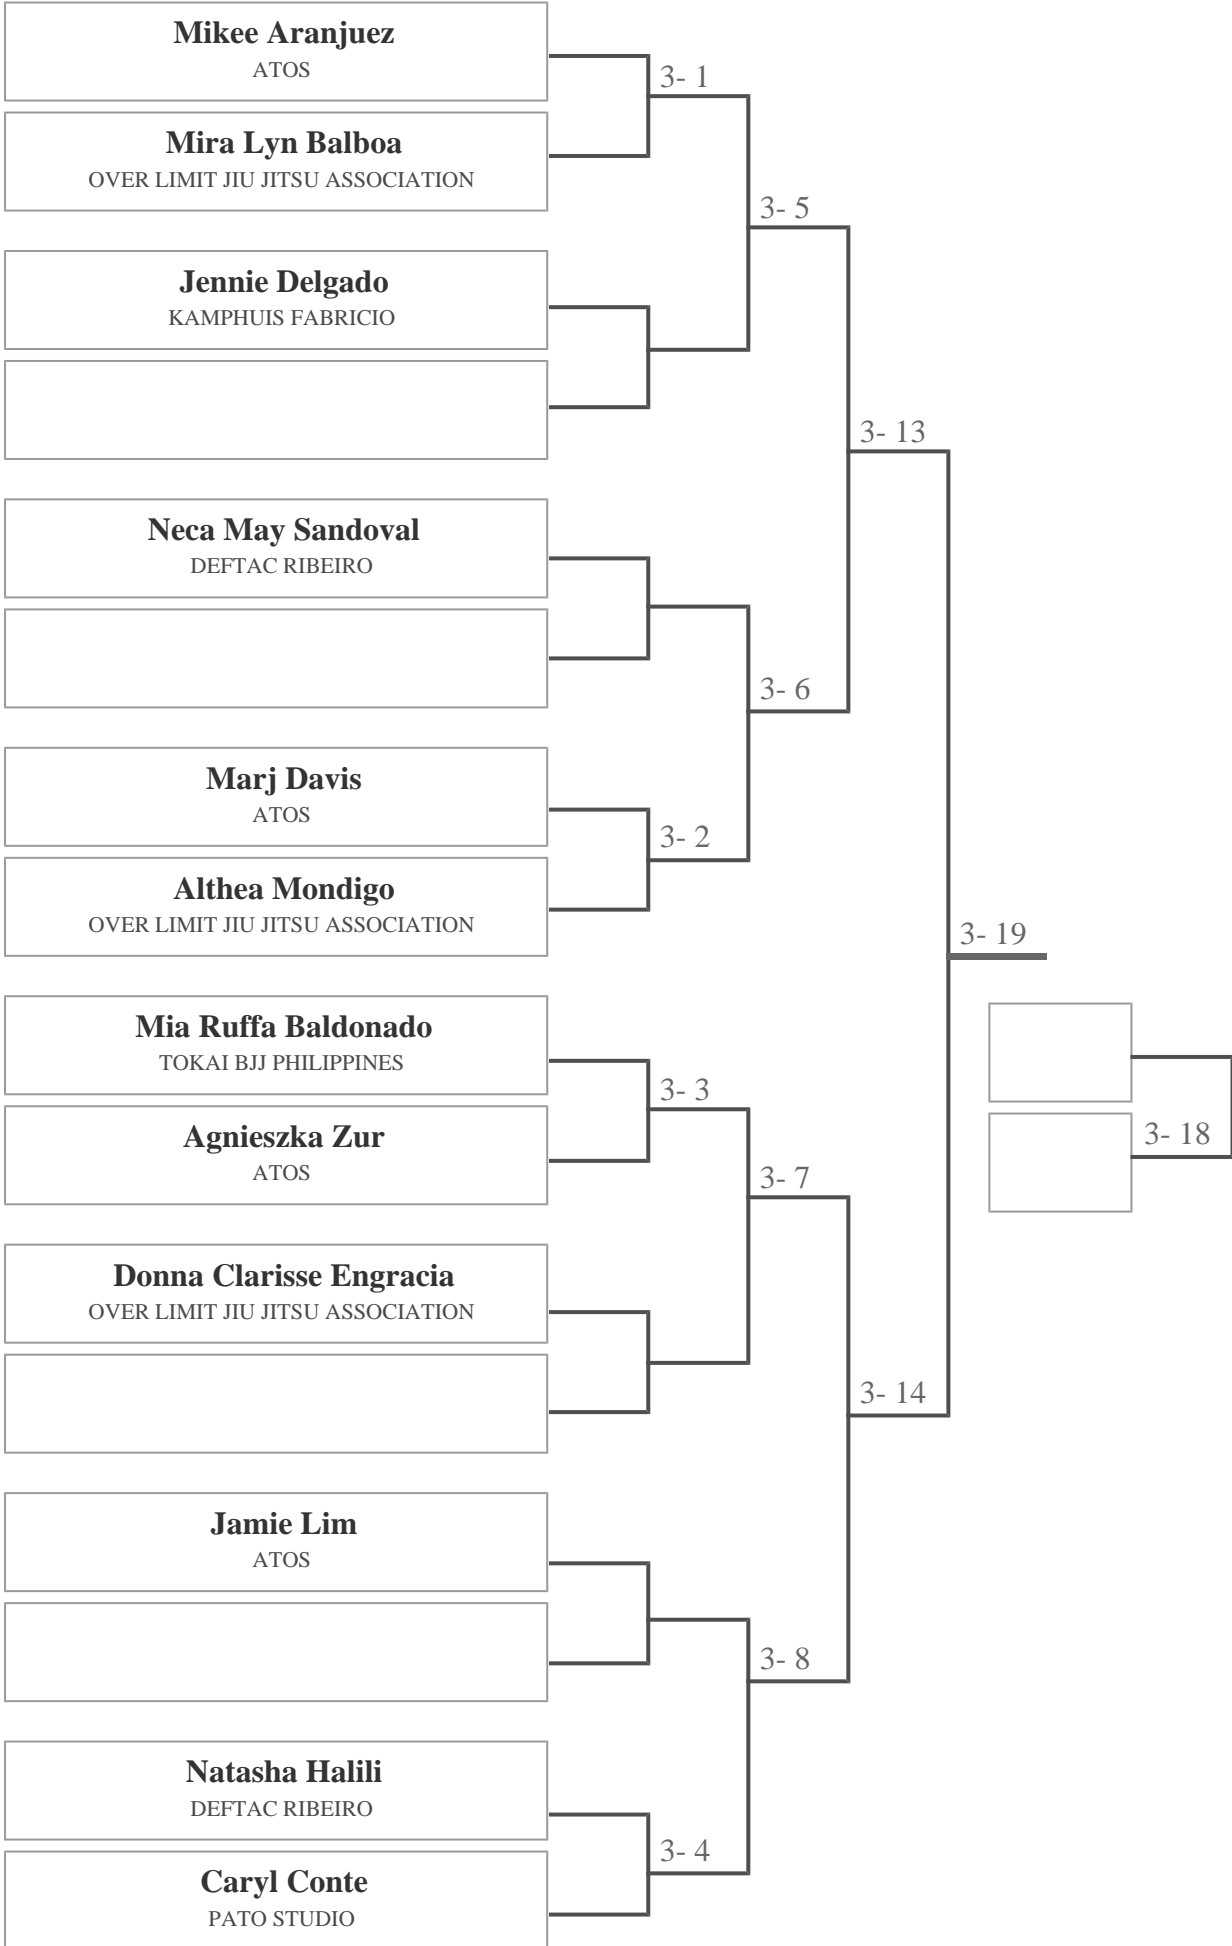 Mikee Aranjuez
ATOS
3- 1
Mira Lyn Balboa
OVER LIMIT JIU JITSU ASSOCIATION
3- 5
Jennie Delgado
KAMPHUIS FABRICIO
3- 13
Neca May Sandoval
DEFTAC RIBEIRO
3- 6
Marj Davis
ATOS
3- 2
Althea Mondigo
OVER LIMIT JIU JITSU ASSOCIATION
3- 19
Mia Ruffa Baldonado
TOKAI BJJ PHILIPPINES
3- 3
Agnieszka Zur
ATOS
3- 18
3- 7
Donna Clarisse Engracia
OVER LIMIT JIU JITSU ASSOCIATION
3- 14
Jamie Lim
ATOS
3- 8
Natasha Halili
DEFTAC RIBEIRO
3- 4
Caryl Conte
PATO STUDIO